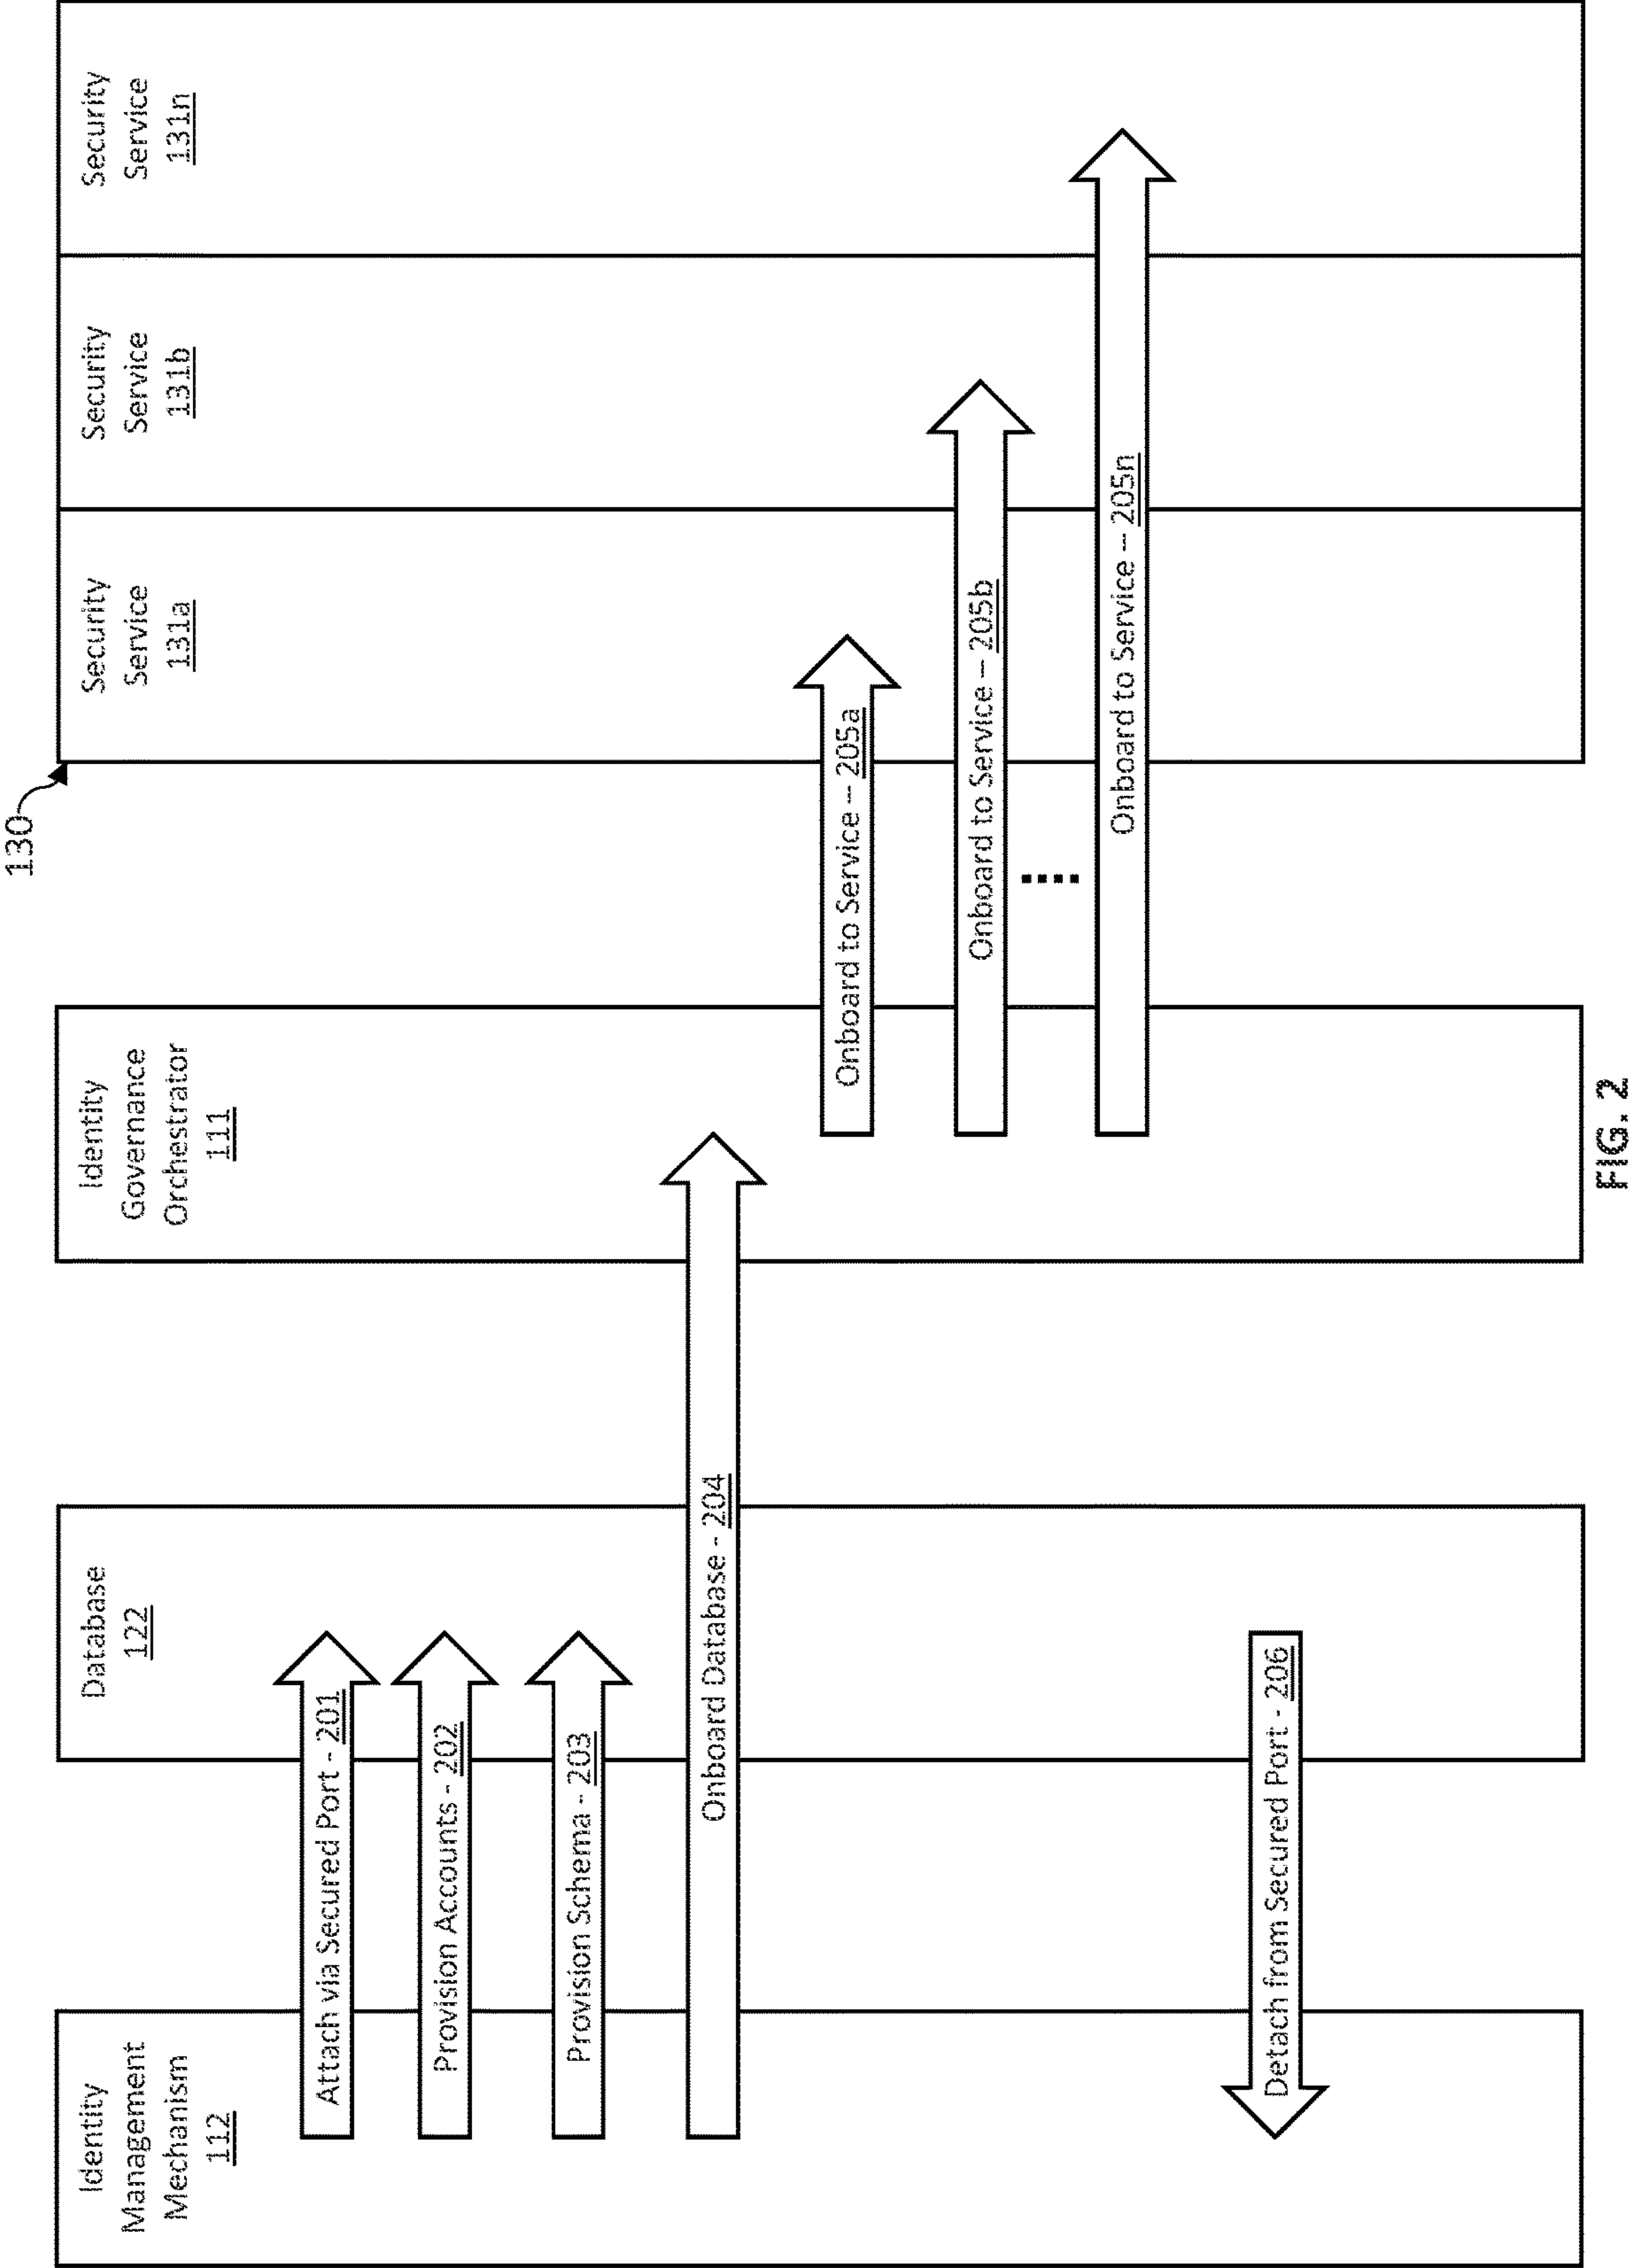 130
Identity
Management
Mechanism
112
Database
122
Identity
Governance
Orchestrator
111
Security
Service
131a
Security
Service
131b
Security
Service
131n
Attach via Secured Port - 201
Provision Accounts - 202
Provision Schema - 203
Onboard Database - 204
Onboard to Service -- 205a
Onboard to Service -- 205b
Onboard to Service -- 205n
Detach from Secured Port - 206
FIG. 2